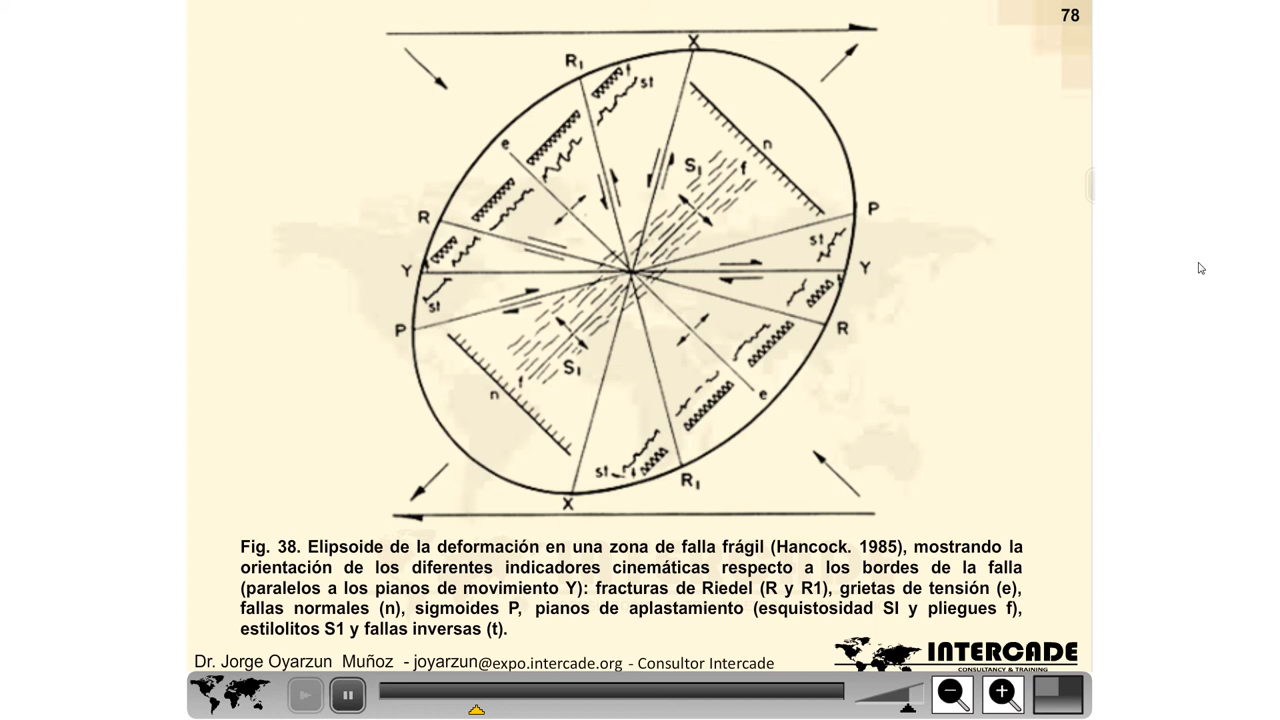 78
X
R1
st
e
n
S1
f
R
P
st
Y
Y
st
P
R
S1
f
n
e
st
R1
X
Fig. 38. Elipsoide de la deformación en una zona de falla frágil (Hancock. 1985), mostrando la
orientación de los diferentes indicadores cinemáticas respecto a los bordes de la falla
(paralelos a los pianos de movimiento Y): fracturas de Riedel (R y R1), grietas de tensión (e),
fallas normales (n), sigmoides P, pianos de aplastamiento (esquistosidad SI y pliegues f),
estilolitos S1 y fallas inversas (t).
Dr. Jorge Oyarzun Muñoz - joyarzun@expo.intercade.org - Consultor Intercade
INTERCADE
CONSULTANCY & TRAINING